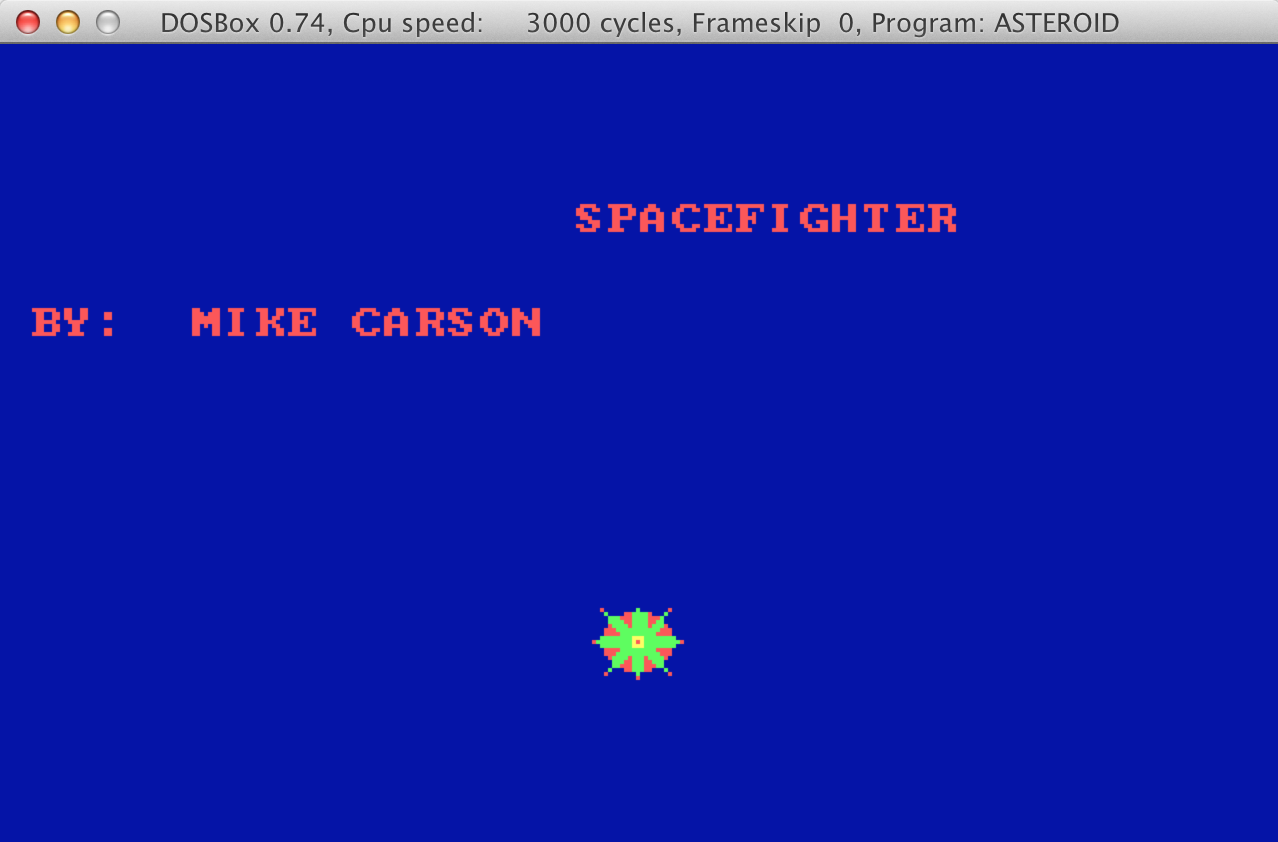 DOSBox 0.74, Cpu speed: 3000 cycles, Frameskip 0, Program: ASTEROID
SPACEFIGHTER
BY: MIKE CARSON